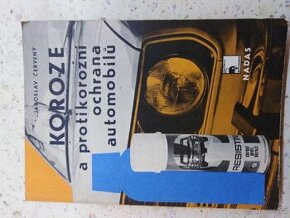 JAROSLAV ČERVENÝ
KOROZE
a protikorozní
ochrana
automobilů
NADAS
RESISTIN